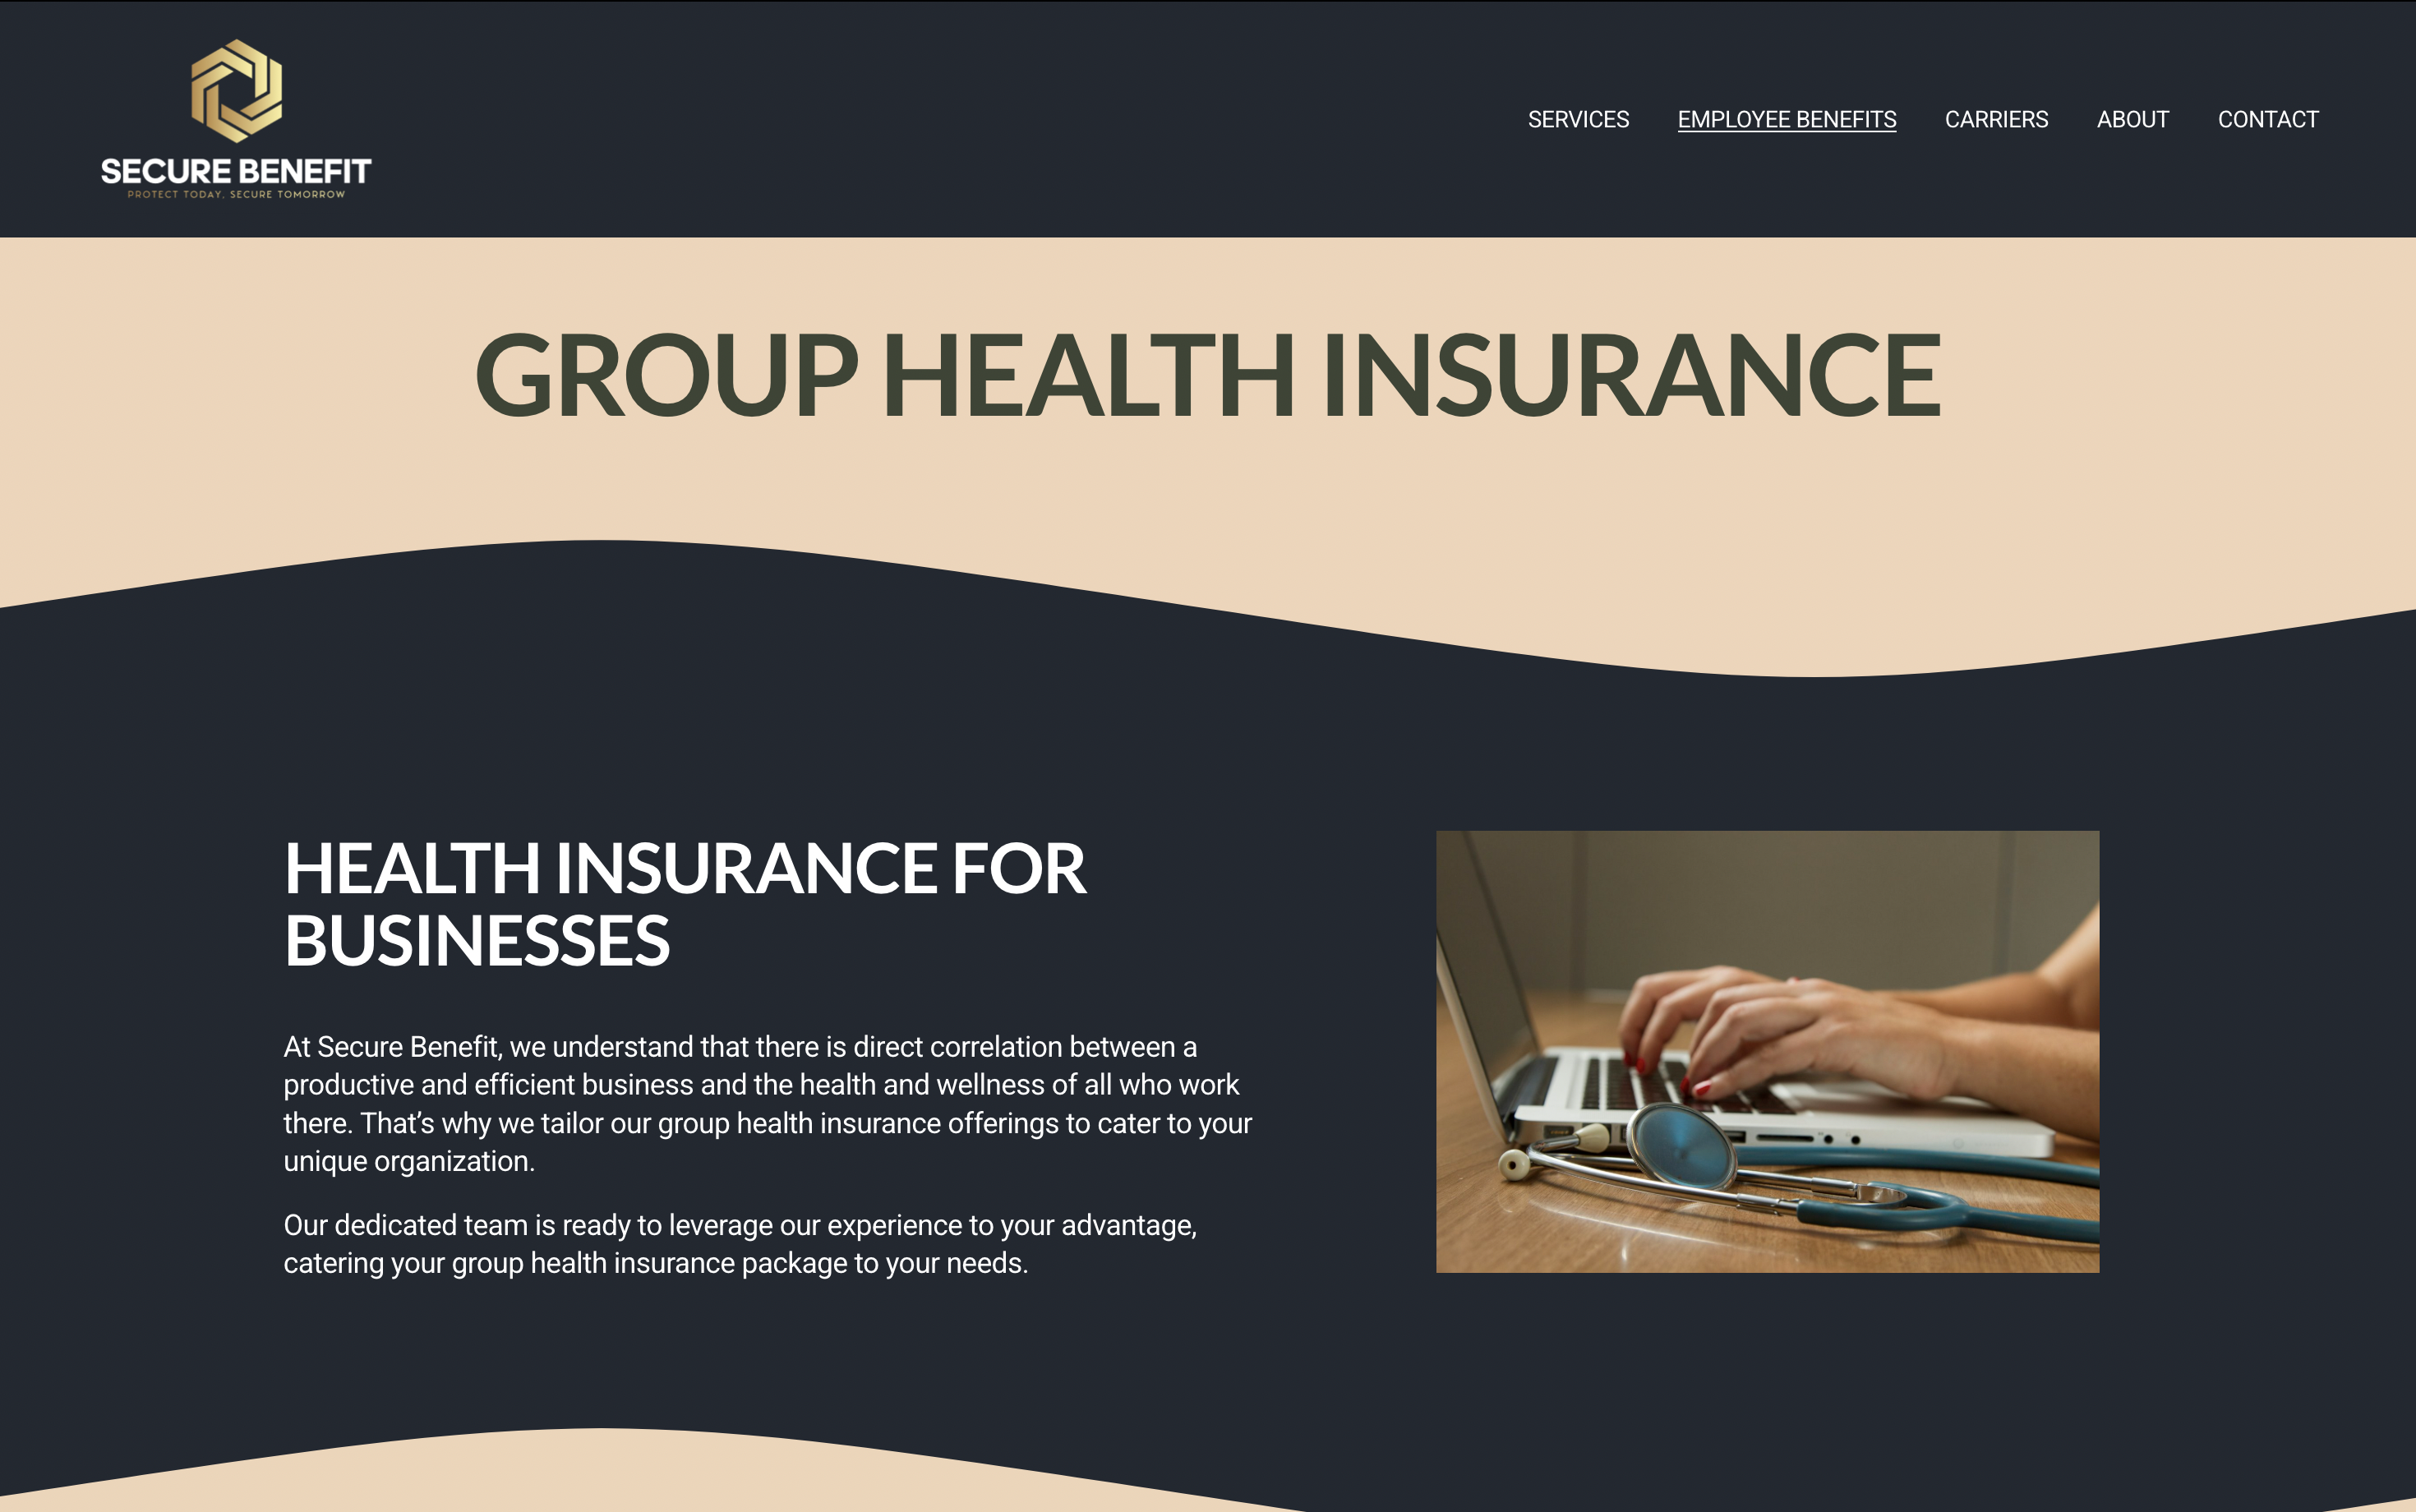 SECURE BENEFIT
PROTECT TODAY, SECURE TOMORROW
SERVICES EMPLOYEE BENEFITS CARRIERS ABOUT CONTACT
GROUP HEALTH INSURANCE
HEALTH INSURANCE FOR
BUSINESSES
At Secure Benefit, we understand that there is direct correlation between a
productive and efficient business and the health and wellness of all who work
there. That’s why we tailor our group health insurance offerings to cater to your
unique organization.
Our dedicated team is ready to leverage our experience to your advantage,
catering your group health insurance package to your needs.